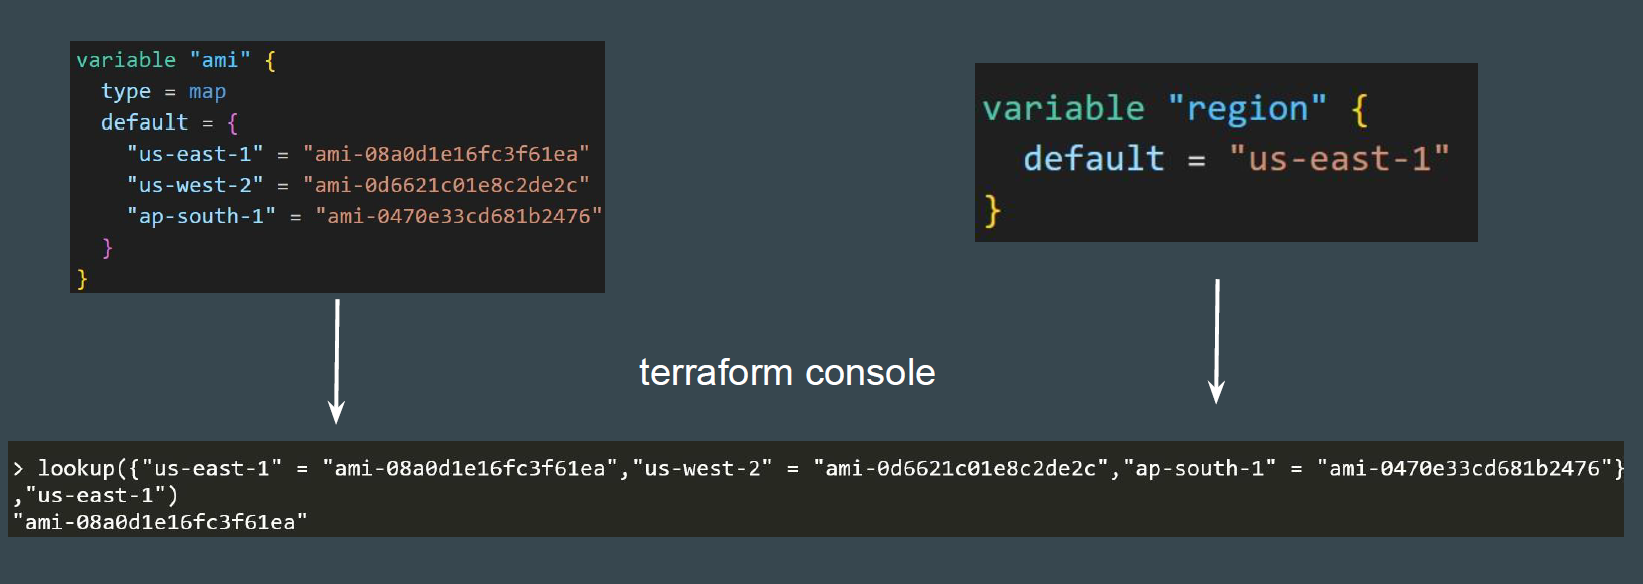 variable "ami" {
type = map
default = {
"us-east-1" = "ami-08a0d1e16fc3f61ea"
"us-west-2" = "ami-0d6621c01e8c2de2c"
"ap-south-1" = "ami-0470e33cd681b2476"
}
}
variable "region" {
default = "us-east-1"
}
terraform console
> lookup({"us-east-1" = "ami-08a0d1e16fc3f61ea","us-west-2" = "ami-0d6621c01e8c2de2c","ap-south-1" = "ami-0470e33cd681b2476"}
,"us-east-1")
"ami-08a0d1e16fc3f61ea"